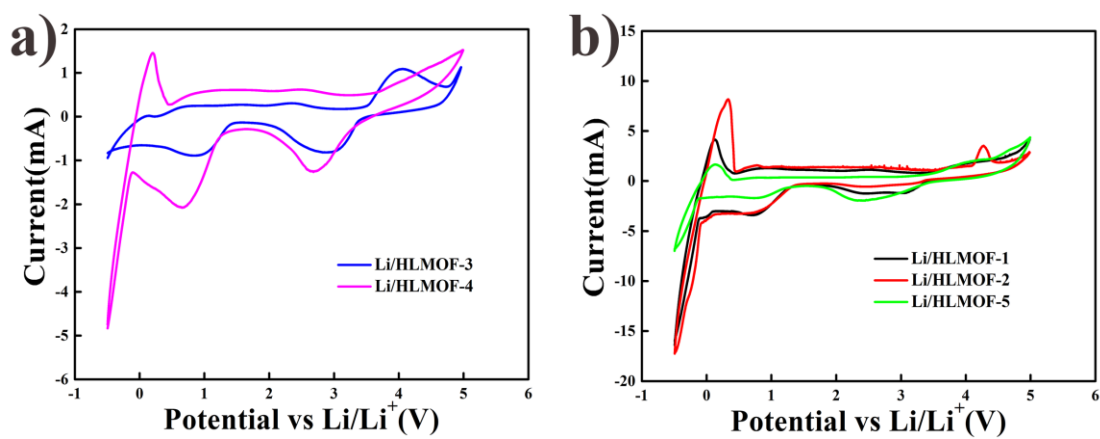 a)
2
1
0
-1
-2
-3
-4
-5
-6
Current(mA)
Li/HLMOF-3
Li/HLMOF-4
-1 0 1 2 3 4 5 6
Potential vs Li/Li+(V)
b)
15
10
5
0
-5
-10
-15
-20
Current(mA)
Li/HLMOF-1
Li/HLMOF-2
Li/HLMOF-5
-1 0 1 2 3 4 5 6
Potential vs Li/Li+(V)